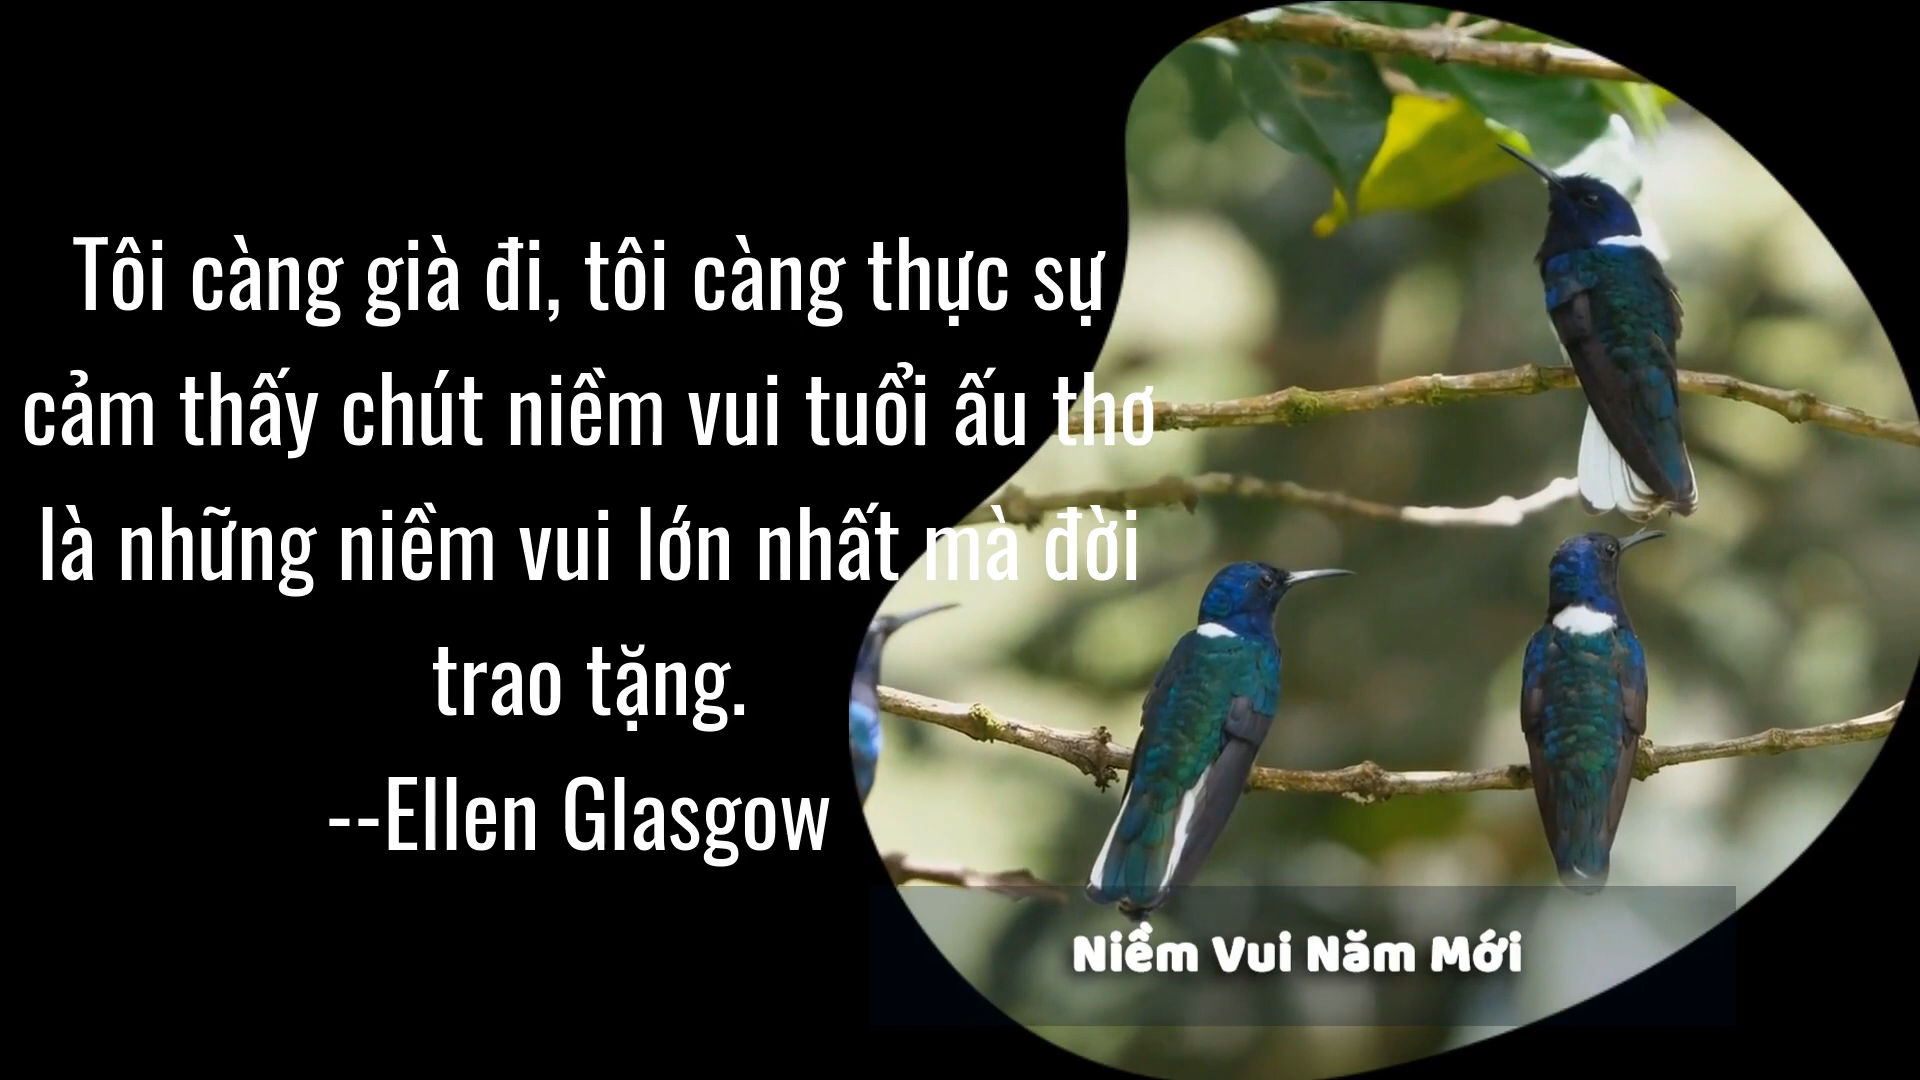 Tôi càng già đi, tôi càng thực sự
cảm thấy chút niềm vui tuổi ấu thơ
là những niềm vui lớn nhất mà đời
trao tặng.
--Ellen Glasgow
Niềm Vui Năm Mới